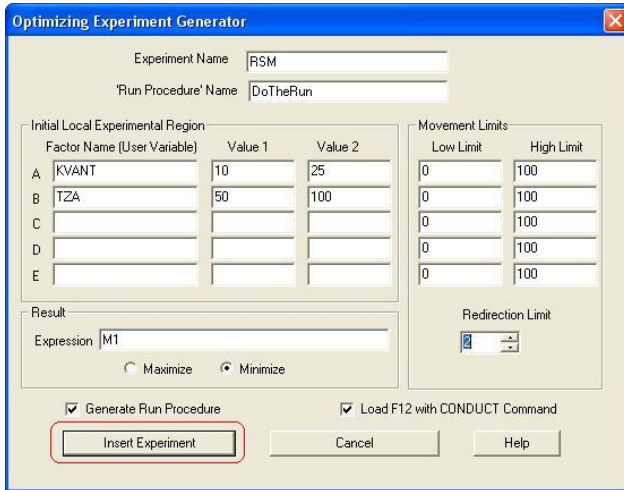 Optimizing Experiment Generator
Experiment Name RSM
'Run Procedure' Name DoTheRun
Initial Local Experimental Region
Factor Name (User Variable) Value 1 Value 2
A KVANT 10 25
B TZA 50 100
C
D
E
Movement Limits
Low Limit High Limit
0 100
0 100
0 100
0 100
0 100
Result
Expression M1
Maximize Minimize
Redirection Limit
2
Generate Run Procedure Load F12 with CONDUCT Command
Insert Experiment Cancel Help